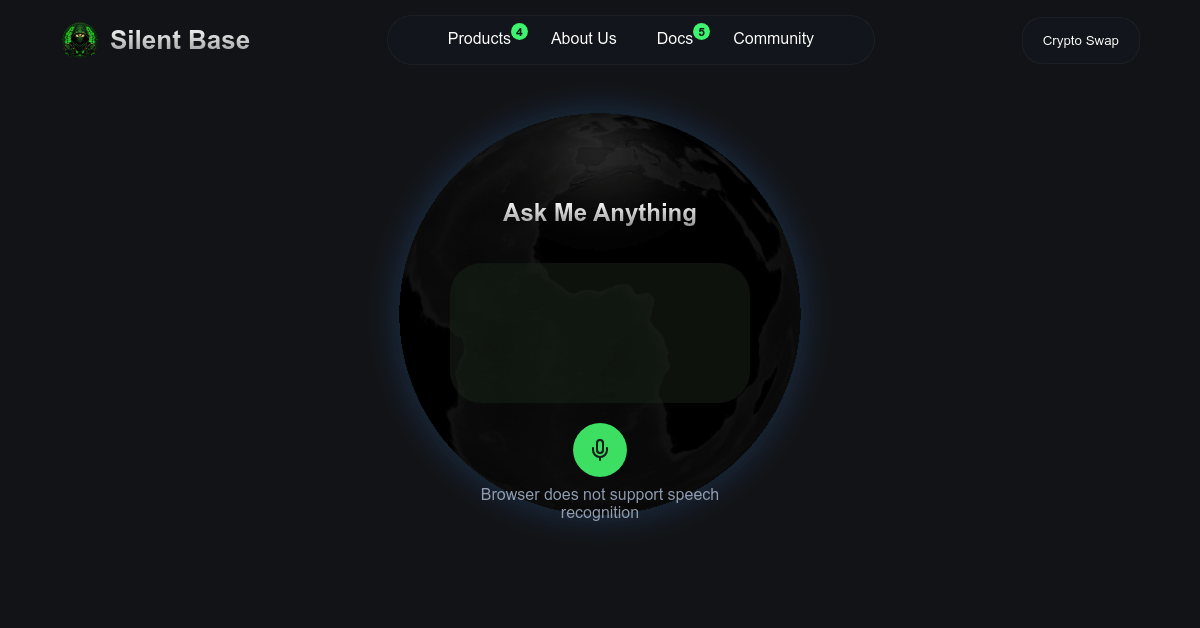 Silent Base
Products 4
About Us
Docs 5
Community
Crypto Swap
Ask Me Anything
Browser does not support speech
recognition